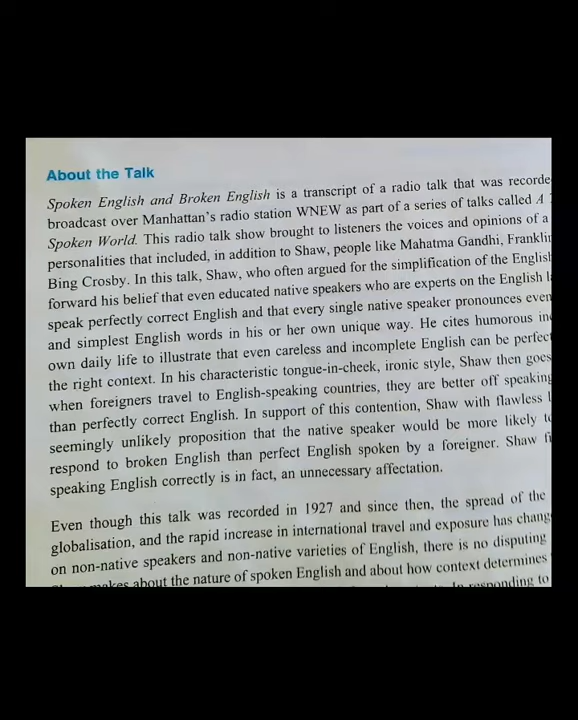 About the Talk
Spoken English and Broken English is a transcript of a radio talk that was
broadcast over Manhattan's radio station WNEW as part of a series of talks called A
Spoken World. This radio talk show brought to listeners the voices and opinions of a
personalities that included, in addition to Shaw, people like Mahatma Gandhi,
Bing Crosby. In this talk, Shaw, who often argued for the simplification of the
forward his belief that even educated native speakers who are experts on the English
speak perfectly correct English and that every single native speaker pronounces even
and simplest English words in his or her own unique way. He cites humorous
own daily life to illustrate that even careless and incomplete English can be
the right context. In his characteristic tongue-in-cheek, ironic style, Shaw then goes
when foreigners travel to English-speaking countries, they are better off speaking
than perfectly correct English. In support of this contention, Shaw with flawless
seemingly unlikely proposition that the native speaker would be more likely
respond to broken English than perfect English spoken by a foreigner. Shaw
speaking English correctly is in fact, an unnecessary affectation.
Even though this talk was recorded in 1927 and since then, the spread of the
globalisation, and the rapid increase in international travel and exposure has
on non-native speakers and non-native varieties of English, there is no disputing
makes about the nature of spoken English and about how context determines
In responding to